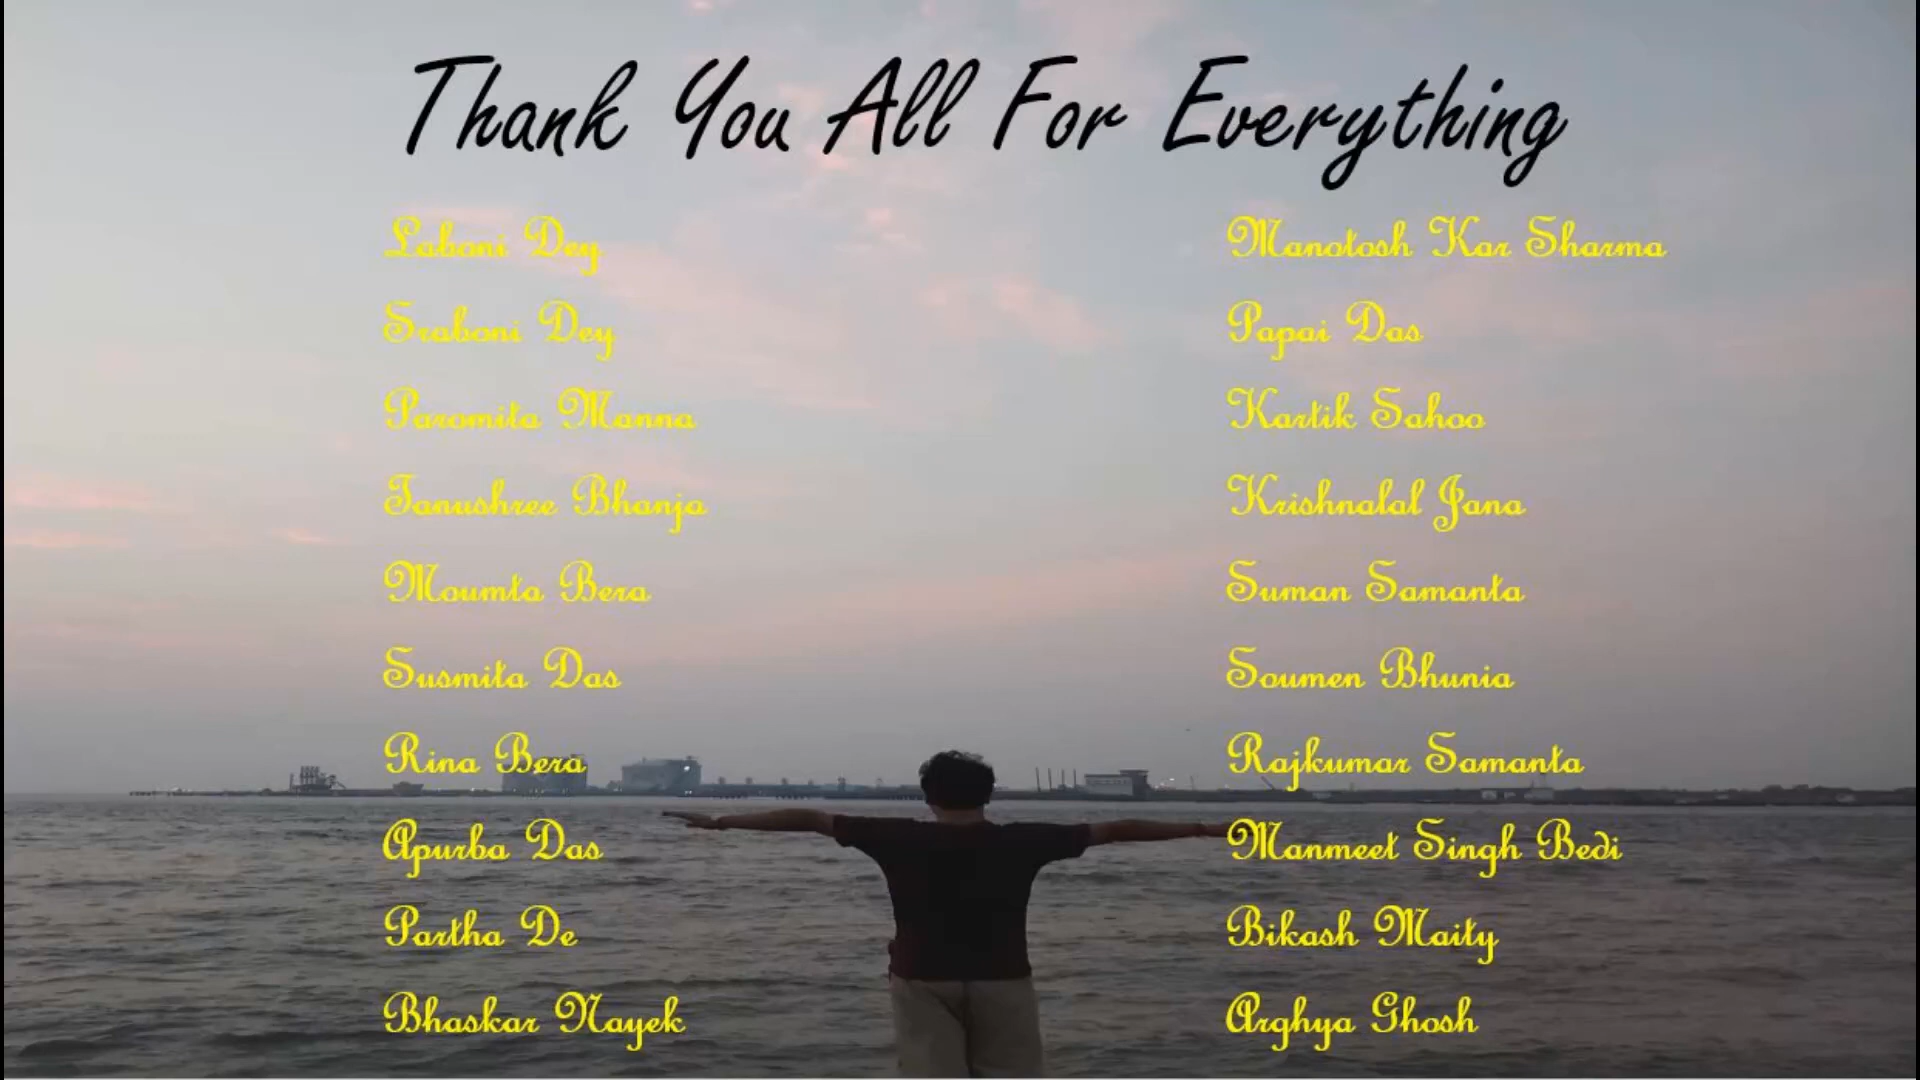 Thank You All For Everything
Laboni Dey
Sraboni Dey
Paromita Manna
Tanushree Bhanja
Moumta Bera
Susmita Das
Rina Bera
Apurba Das
Partha De
Bhaskar Nayek
Manotosh Kar Sharma
Papai Das
Kartik Sahoo
Krishnalal Jana
Suman Samanta
Soumen Bhunia
Rajkumar Samanta
Manmeet Singh Bedi
Bikash Maity
Arghya Ghosh